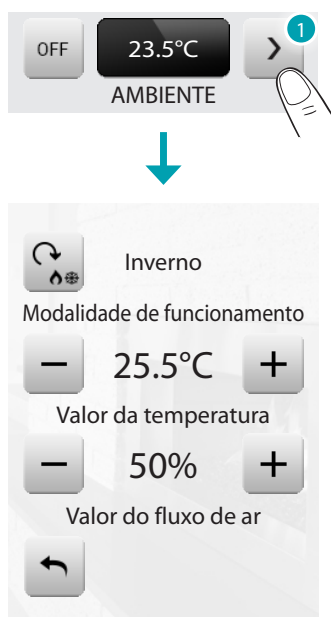 OFF 23.5°C > 1
AMBIENTE
Inverno
Modalidade de funcionamento
− 25.5°C +
Valor da temperatura
− 50% +
Valor do fluxo de ar